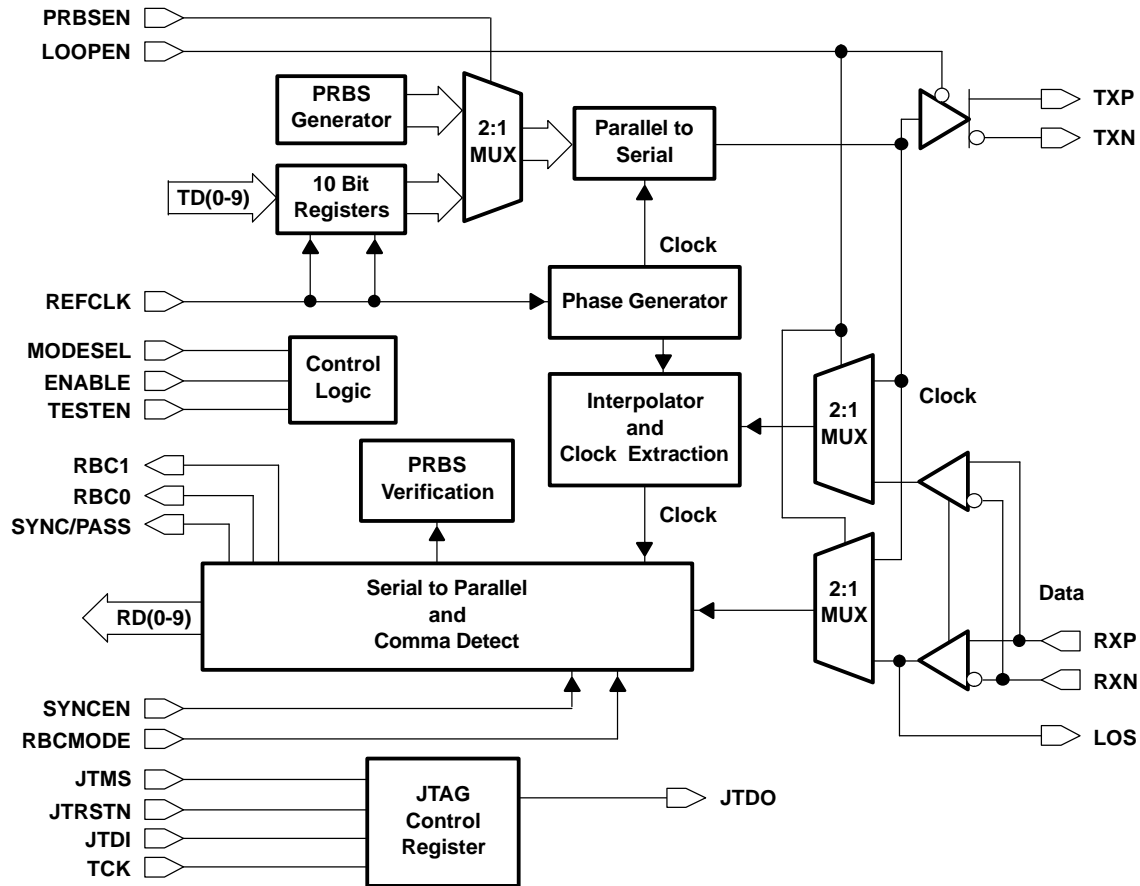 PRBSEN
LOOPEN
PRBS
Generator
2:1
MUX
Parallel to
Serial
TXP
TXN
TD(0-9)
10 Bit
Registers
Clock
REFCLK
Phase Generator
MODESEL
ENABLE
TESTEN
Control
Logic
Interpolator
and
Clock Extraction
2:1
MUX
Clock
RBC1
RBC0
SYNC/PASS
PRBS
Verification
Clock
RD(0-9)
Serial to Parallel
and
Comma Detect
2:1
MUX
Data
RXP
RXN
LOS
SYNCEN
RBCMODE
JTMS
JTRSTN
JTDI
TCK
JTAG
Control
Register
JTDO